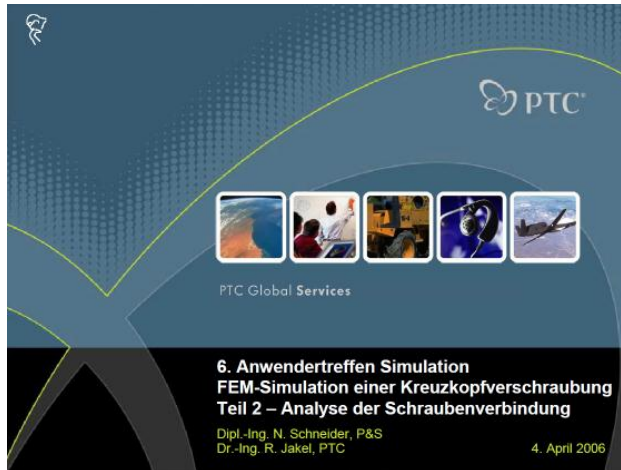 PTC®
PTC Global Services
6. Anwendertreffen Simulation
FEM-Simulation einer Kreuzkopfverschraubung
Teil 2 – Analyse der Schraubenverbindung
Dipl.-Ing. N. Schneider, P&S
Dr.-Ing. R. Jakel, PTC
4. April 2006